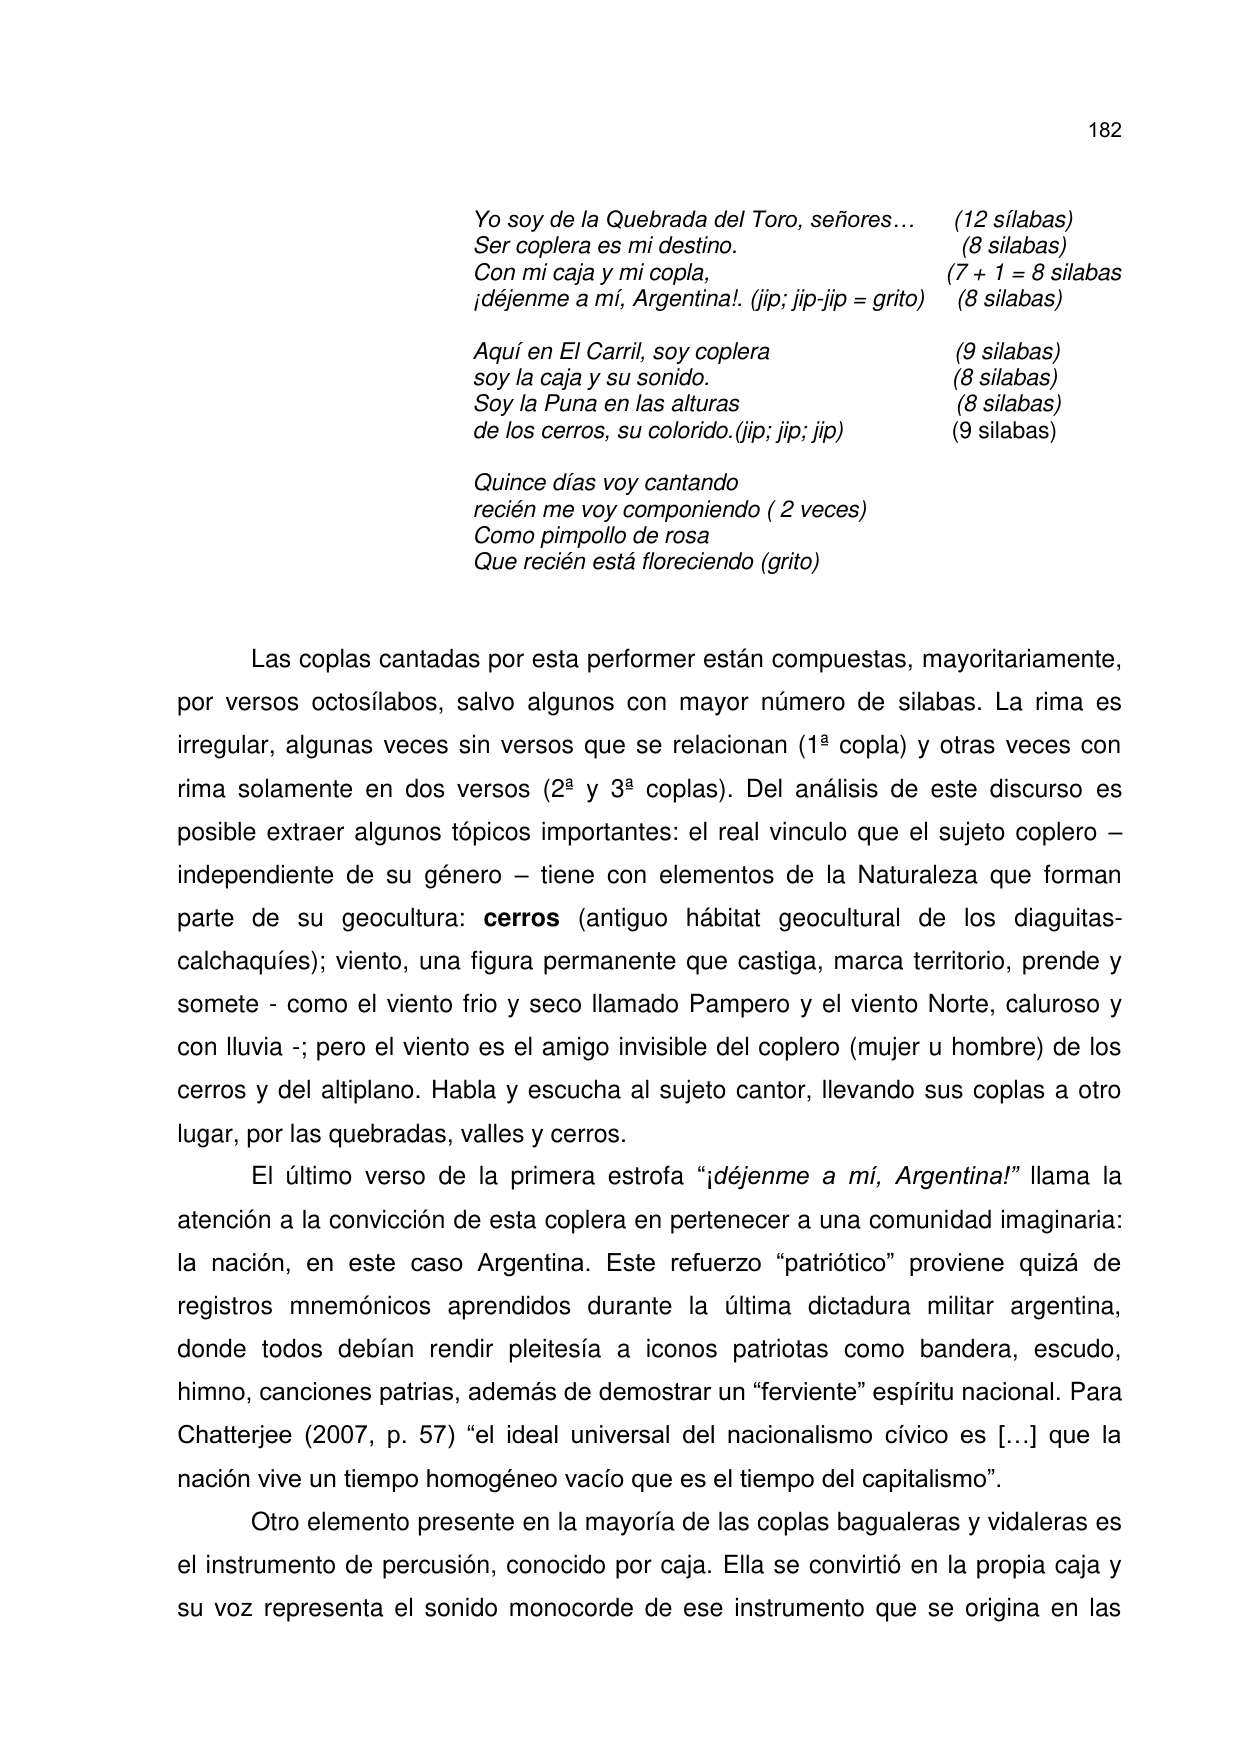 182
Yo soy de la Quebrada del Toro, señores… (12 sílabas)
Ser coplera es mi destino. (8 silabas)
Con mi caja y mi copla, (7 + 1 = 8 silabas
¡déjenme a mí, Argentina!. (jip; jip-jip = grito) (8 silabas)
Aquí en El Carril, soy coplera (9 silabas)
soy la caja y su sonido. (8 silabas)
Soy la Puna en las alturas (8 silabas)
de los cerros, su colorido.(jip; jip; jip) (9 silabas)
Quince días voy cantando
recién me voy componiendo ( 2 veces)
Como pimpollo de rosa
Que recién está floreciendo (grito)
Las coplas cantadas por esta performer están compuestas, mayoritariamente,
por versos octosílabos, salvo algunos con mayor número de silabas. La rima es
irregular, algunas veces sin versos que se relacionan (1ª copla) y otras veces con
rima solamente en dos versos (2ª y 3ª coplas). Del análisis de este discurso es
posible extraer algunos tópicos importantes: el real vinculo que el sujeto coplero –
independiente de su género – tiene con elementos de la Naturaleza que forman
parte de su geocultura: cerros (antiguo hábitat geocultural de los diaguitas-
calchaquíes); viento, una figura permanente que castiga, marca territorio, prende y
somete - como el viento frio y seco llamado Pampero y el viento Norte, caluroso y
con lluvia -; pero el viento es el amigo invisible del coplero (mujer u hombre) de los
cerros y del altiplano. Habla y escucha al sujeto cantor, llevando sus coplas a otro
lugar, por las quebradas, valles y cerros.
El último verso de la primera estrofa “¡déjenme a mí, Argentina!” llama la
atención a la convicción de esta coplera en pertenecer a una comunidad imaginaria:
la nación, en este caso Argentina. Este refuerzo “patriótico” proviene quizá de
registros mnemónicos aprendidos durante la última dictadura militar argentina,
donde todos debían rendir pleitesía a iconos patriotas como bandera, escudo,
himno, canciones patrias, además de demostrar un “ferviente” espíritu nacional. Para
Chatterjee (2007, p. 57) “el ideal universal del nacionalismo cívico es […] que la
nación vive un tiempo homogéneo vacío que es el tiempo del capitalismo”.
Otro elemento presente en la mayoría de las coplas bagualeras y vidaleras es
el instrumento de percusión, conocido por caja. Ella se convirtió en la propia caja y
su voz representa el sonido monocorde de ese instrumento que se origina en las